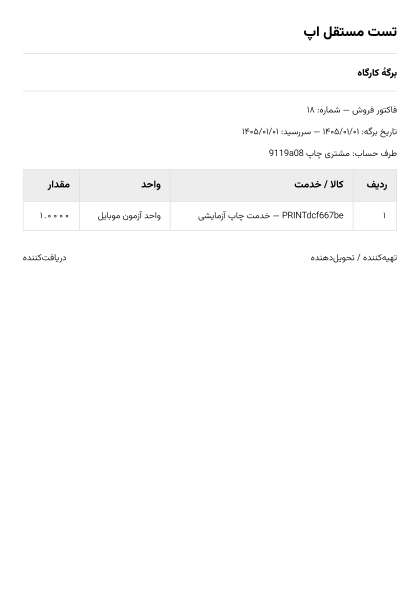 تست مستقل اپ
برگهٔ کارگاه
فاکتور فروش — شماره: ۱۸
تاریخ برگه: ۱۴۰۵/۰۱/۰۱ — سررسید: ۱۴۰۵/۰۱/۰۱
طرف حساب: مشتری چاپ 9119a08
ردیف کالا / خدمت واحد مقدار
۱ PRINTdcf667be — خدمت چاپ آزمایشی واحد آزمون موبایل ۱.۰۰۰۰
تهیه‌کننده / تحویل‌دهنده دریافت‌کننده